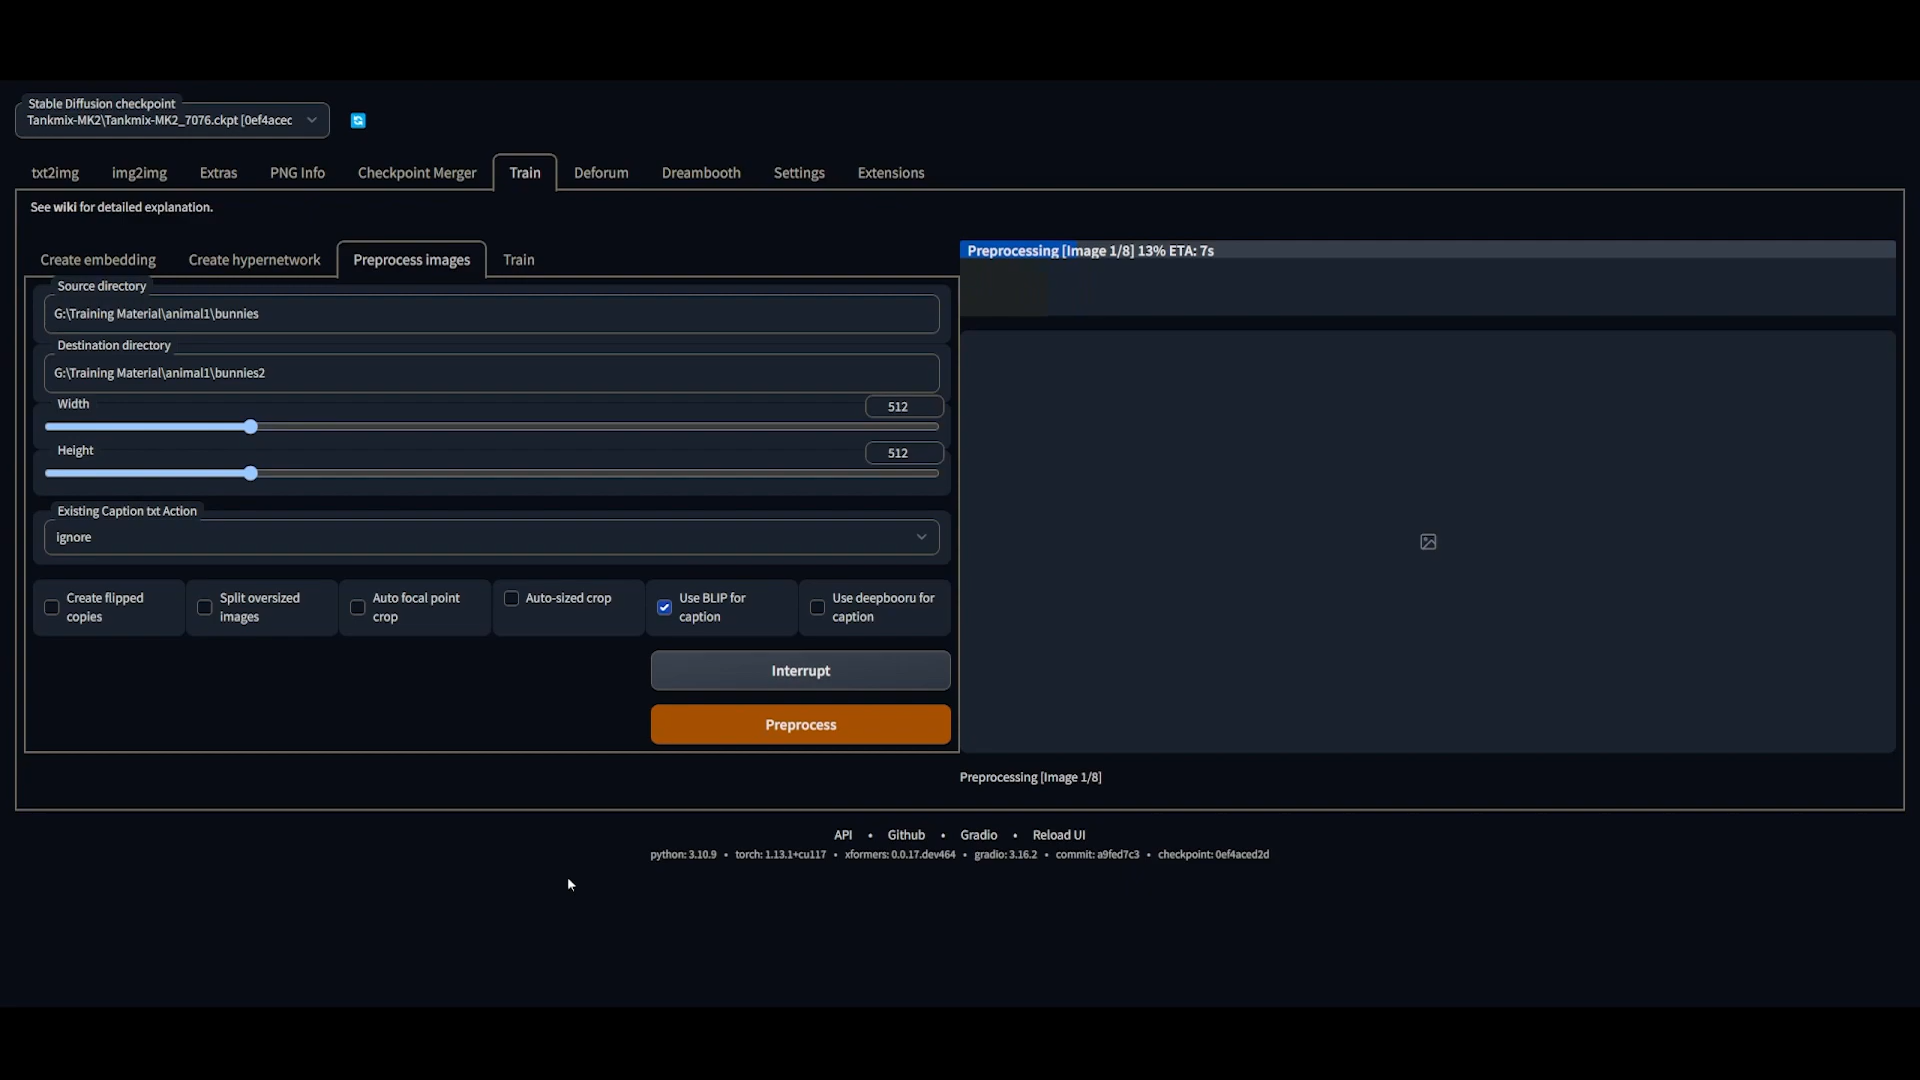 Stable Diffusion checkpoint
Tankmix-MK2\Tankmix-MK2_7076.ckpt [0ef4acec
txt2img img2img Extras PNG Info Checkpoint Merger Train Deforum Dreambooth Settings Extensions
See wiki for detailed explanation.
Create embedding Create hypernetwork Preprocess images Train
Preprocessing [Image 1/8] 13% ETA: 7s
Source directory
G:\Training Material\animal1\bunnies
Destination directory
G:\Training Material\animal1\bunnies2
Width
512
Height
512
Existing Caption txt Action
ignore
Create flipped
copies
Split oversized
images
Auto focal point
crop
Auto-sized crop
Use BLIP for
caption
Use deepbooru for
caption
Interrupt
Preprocess
Preprocessing [Image 1/8]
API • Github • Gradio • Reload UI
python: 3.10.9 • torch: 1.13.1+cu117 • xformers: 0.0.17.dev464 • gradio: 3.16.2 • commit: a9fed7c3 • checkpoint: 0ef4aced2d